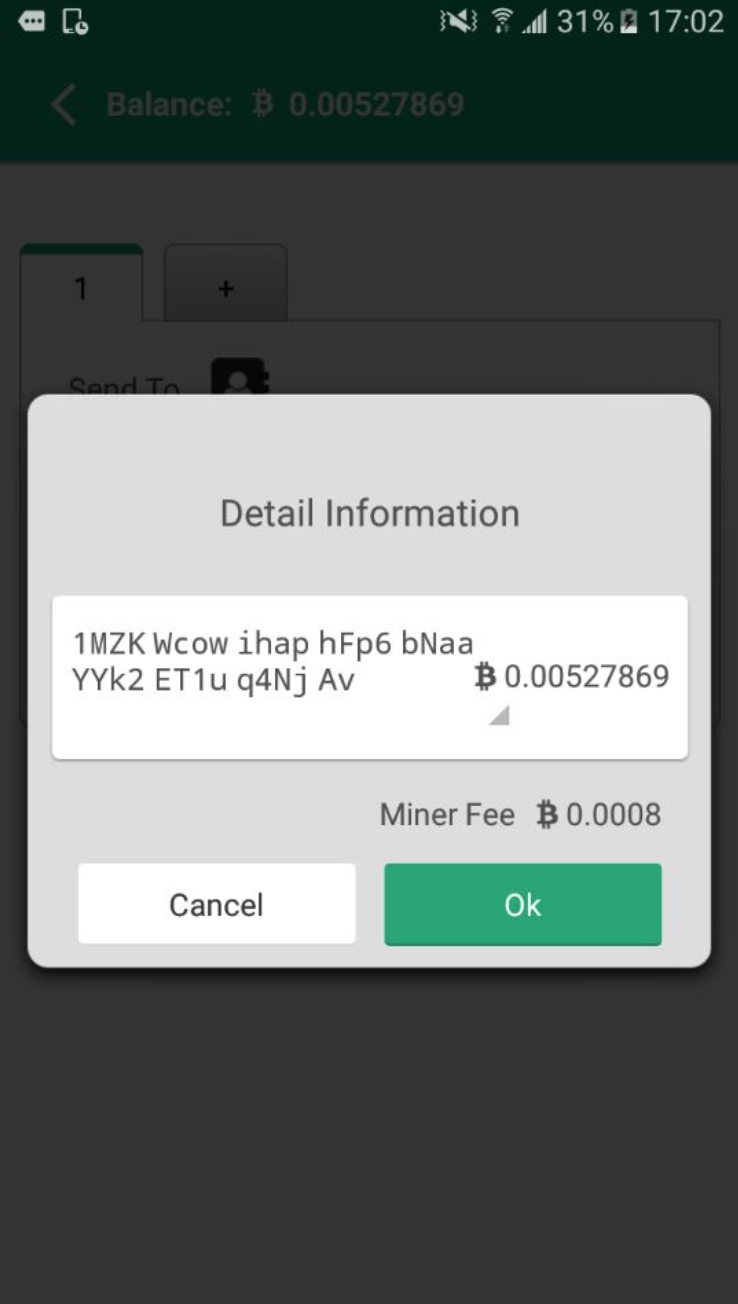 31% 17:02
Balance: ₿ 0.00527869
1 +
Send To
Detail Information
1MZK Wcow ihap hFp6 bNaa
YYk2 ET1u q4Nj Av ₿ 0.00527869
Miner Fee ₿ 0.0008
Cancel Ok